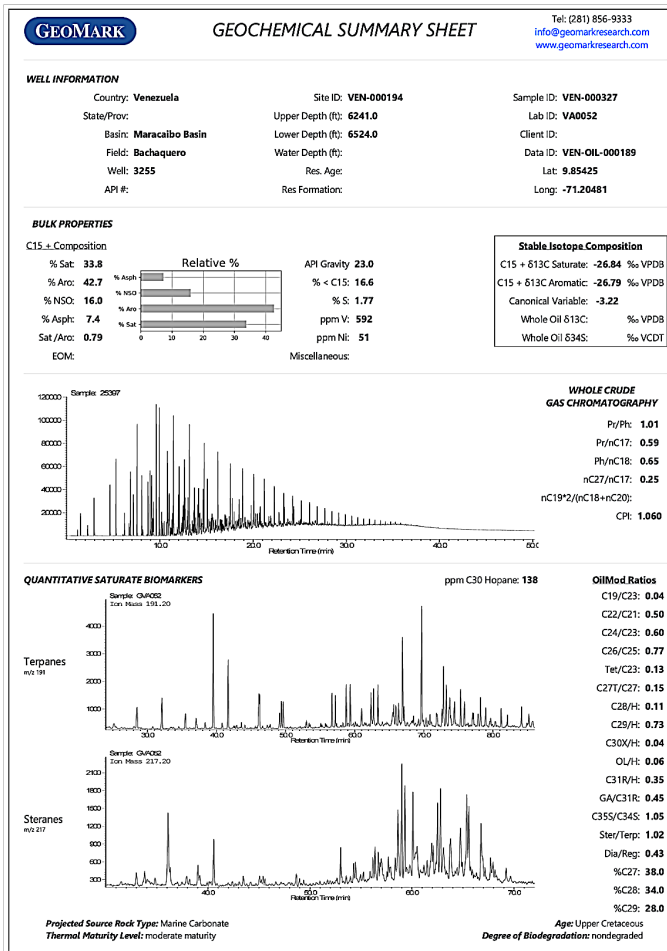 GEOMARK
GEOCHEMICAL SUMMARY SHEET
Tel: (281) 856-9333
info@geomarkresearch.com
www.geomarkresearch.com
WELL INFORMATION
Country: Venezuela Site ID: VEN-000194 Sample ID: VEN-000327
State/Prov: Upper Depth (ft): 6241.0 Lab ID: VA0052
Basin: Maracaibo Basin Lower Depth (ft): 6524.0 Client ID:
Field: Bachaquero Water Depth (ft): Data ID: VEN-OIL-000189
Well: 3255 Res. Age: Lat: 9.85425
API #: Res Formation: Long: -71.20481
BULK PROPERTIES
C15 + Composition
% Sat: 33.8
% Aro: 42.7
% NSO: 16.0
% Asph: 7.4
Sat /Aro: 0.79
EOM:
Relative %
% Asph
% NSO
% Aro
% Sat
0 10 20 30 40
API Gravity 23.0
% < C15: 16.6
% S: 1.77
ppm V: 592
ppm Ni: 51
Miscellaneous:
Stable Isotope Composition
C15 + δ13C Saturate: -26.84 ‰ VPDB
C15 + δ13C Aromatic: -26.79 ‰ VPDB
Canonical Variable: -3.22
Whole Oil δ13C: ‰ VPDB
Whole Oil δ34S: ‰ VCDT
Sample: 25397
120000
100000
80000
60000
40000
20000
10.0 20.0 30.0 40.0 50.0
Retention Time (min)
WHOLE CRUDE
GAS CHROMATOGRAPHY
Pr/Ph: 1.01
Pr/nC17: 0.59
Ph/nC18: 0.65
nC27/nC17: 0.25
nC19*2/(nC18+nC20):
CPI: 1.060
QUANTITATIVE SATURATE BIOMARKERS ppm C30 Hopane: 138
Terpanes
m/z 191
Sample: GVA052
Ion Mass 191.20
4000
3000
2000
1000
30.0 40.0 50.0 60.0 70.0 80.0
Retention Time (min)
Steranes
m/z 217
Sample: GVA052
Ion Mass 217.20
2100
1800
1500
1200
900
600
300
40.0 50.0 60.0 70.0
Retention Time (min)
OilMod Ratios
C19/C23: 0.04
C22/C21: 0.50
C24/C23: 0.60
C26/C25: 0.77
Tet/C23: 0.13
C27T/C27: 0.15
C28/H: 0.11
C29/H: 0.73
C30X/H: 0.04
OL/H: 0.06
C31R/H: 0.35
GA/C31R: 0.45
C35S/C34S: 1.05
Ster/Terp: 1.02
Dia/Reg: 0.43
%C27: 38.0
%C28: 34.0
%C29: 28.0
Projected Source Rock Type: Marine Carbonate Age: Upper Cretaceous
Thermal Maturity Level: moderate maturity Degree of Biodegradation: nondegraded